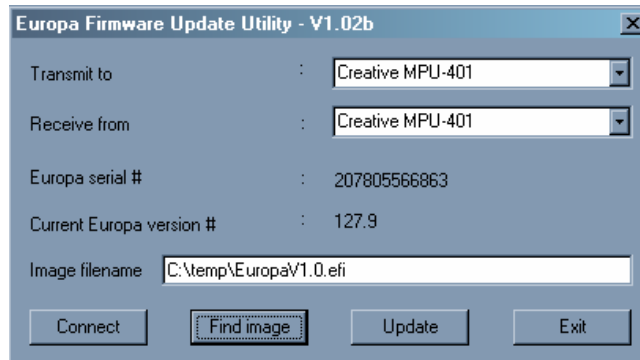 Europa Firmware Update Utility - V1.02b
Transmit to : Creative MPU-401
Receive from : Creative MPU-401
Europa serial # : 207805566863
Current Europa version # : 127.9
Image filename C:\temp\EuropaV1.0.efi
Connect Find image Update Exit